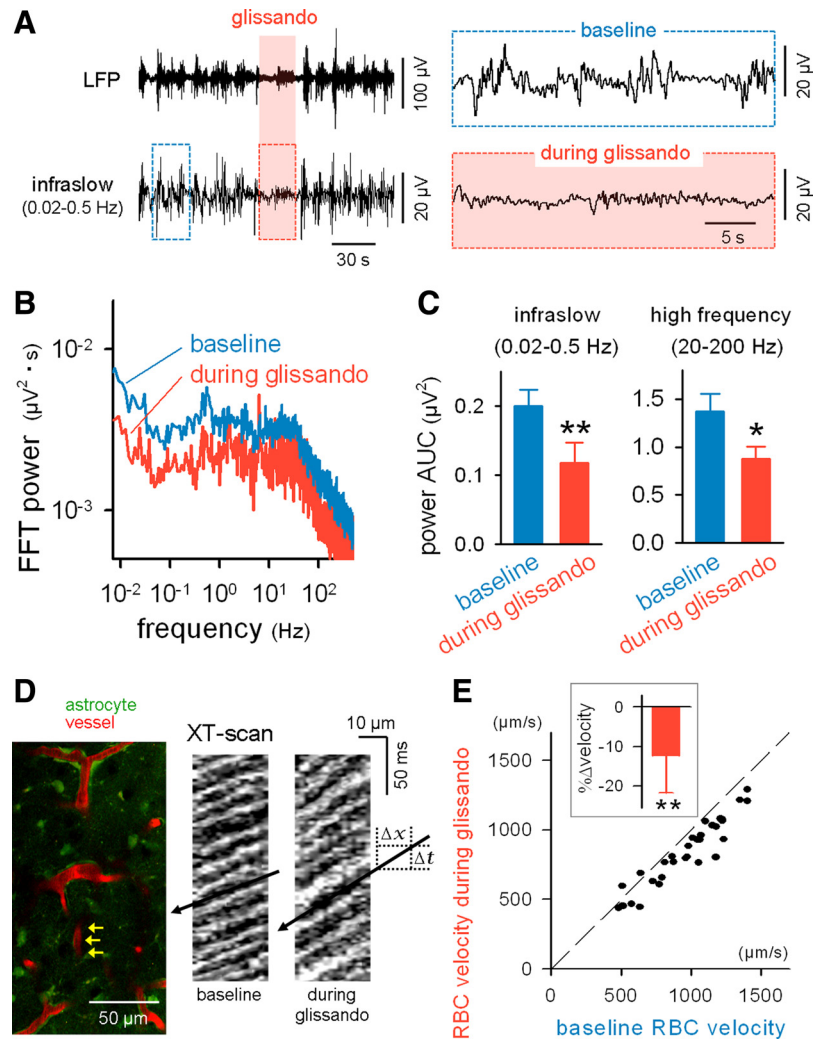 A
glissando
LFP
100 µV
infraslow
(0.02-0.5 Hz)
20 µV
30 s
baseline
20 µV
during glissando
20 µV
5 s
B
FFT power (µV² · s)
10⁻²
10⁻³
baseline
during glissando
10⁻² 10⁻¹ 10⁰ 10¹ 10²
frequency (Hz)
C
infraslow
(0.02-0.5 Hz)
high frequency
(20-200 Hz)
power AUC (µV²)
0.2
0.1
0.0
**
baseline
during glissando
1.5
1.0
0.5
0.0
*
baseline
during glissando
D
astrocyte
vessel
50 µm
XT-scan
10 µm
50 ms
Δx
Δt
baseline
during
glissando
E
(µm/s)
RBC velocity during glissando
1500
1000
500
0
%Δvelocity
0
-10
-20
**
(µm/s)
0 500 1000 1500
baseline RBC velocity